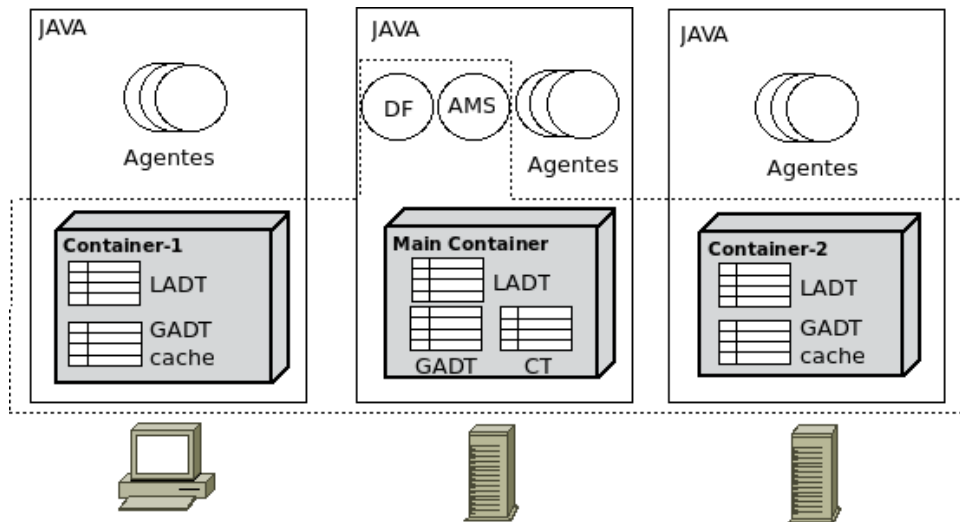 JAVA
Agentes
Container-1
LADT
GADT
cache
JAVA
DF
AMS
Agentes
Main Container
LADT
GADT
CT
JAVA
Agentes
Container-2
LADT
GADT
cache